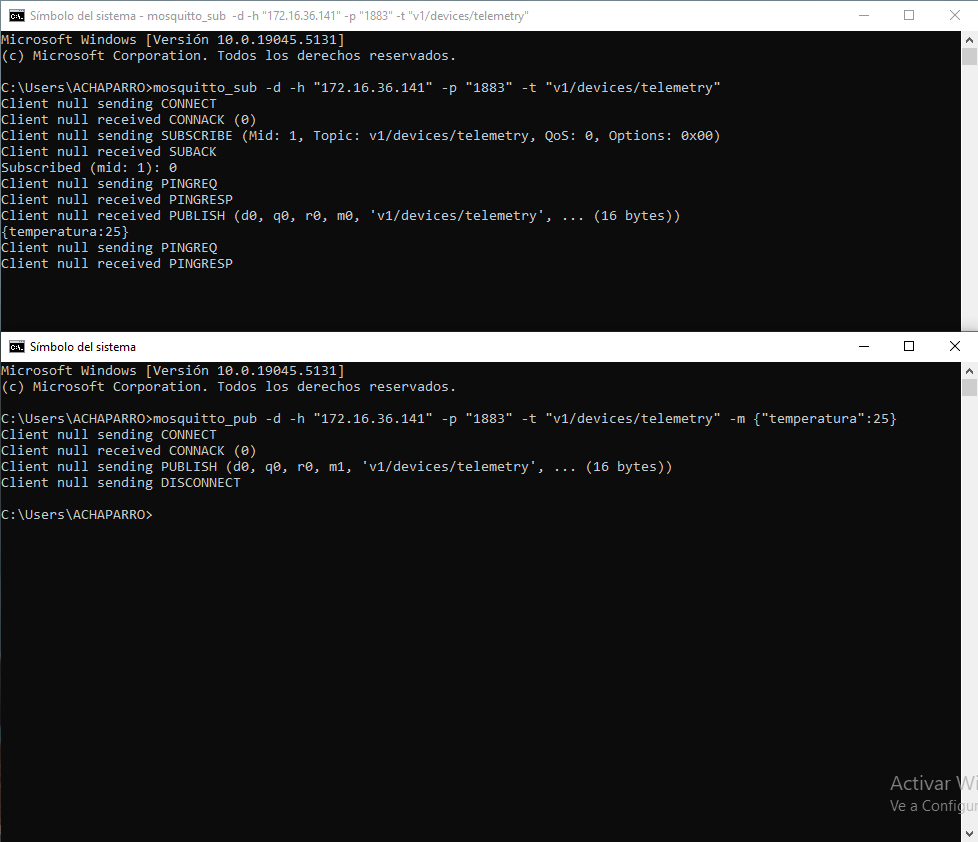 Símbolo del sistema - mosquitto_sub -d -h "172.16.36.141" -p "1883" -t "v1/devices/telemetry"
Microsoft Windows [Versión 10.0.19045.5131]
(c) Microsoft Corporation. Todos los derechos reservados.
C:\Users\ACHAPARRO>mosquitto_sub -d -h "172.16.36.141" -p "1883" -t "v1/devices/telemetry"
Client null sending CONNECT
Client null received CONNACK (0)
Client null sending SUBSCRIBE (Mid: 1, Topic: v1/devices/telemetry, QoS: 0, Options: 0x00)
Client null received SUBACK
Subscribed (mid: 1): 0
Client null sending PINGREQ
Client null received PINGRESP
Client null received PUBLISH (d0, q0, r0, m0, 'v1/devices/telemetry', ... (16 bytes))
{temperatura:25}
Client null sending PINGREQ
Client null received PINGRESP
Símbolo del sistema
Microsoft Windows [Versión 10.0.19045.5131]
(c) Microsoft Corporation. Todos los derechos reservados.
C:\Users\ACHAPARRO>mosquitto_pub -d -h "172.16.36.141" -p "1883" -t "v1/devices/telemetry" -m {"temperatura":25}
Client null sending CONNECT
Client null received CONNACK (0)
Client null sending PUBLISH (d0, q0, r0, m1, 'v1/devices/telemetry', ... (16 bytes))
Client null sending DISCONNECT
C:\Users\ACHAPARRO>
Activar Wi
Ve a Configur